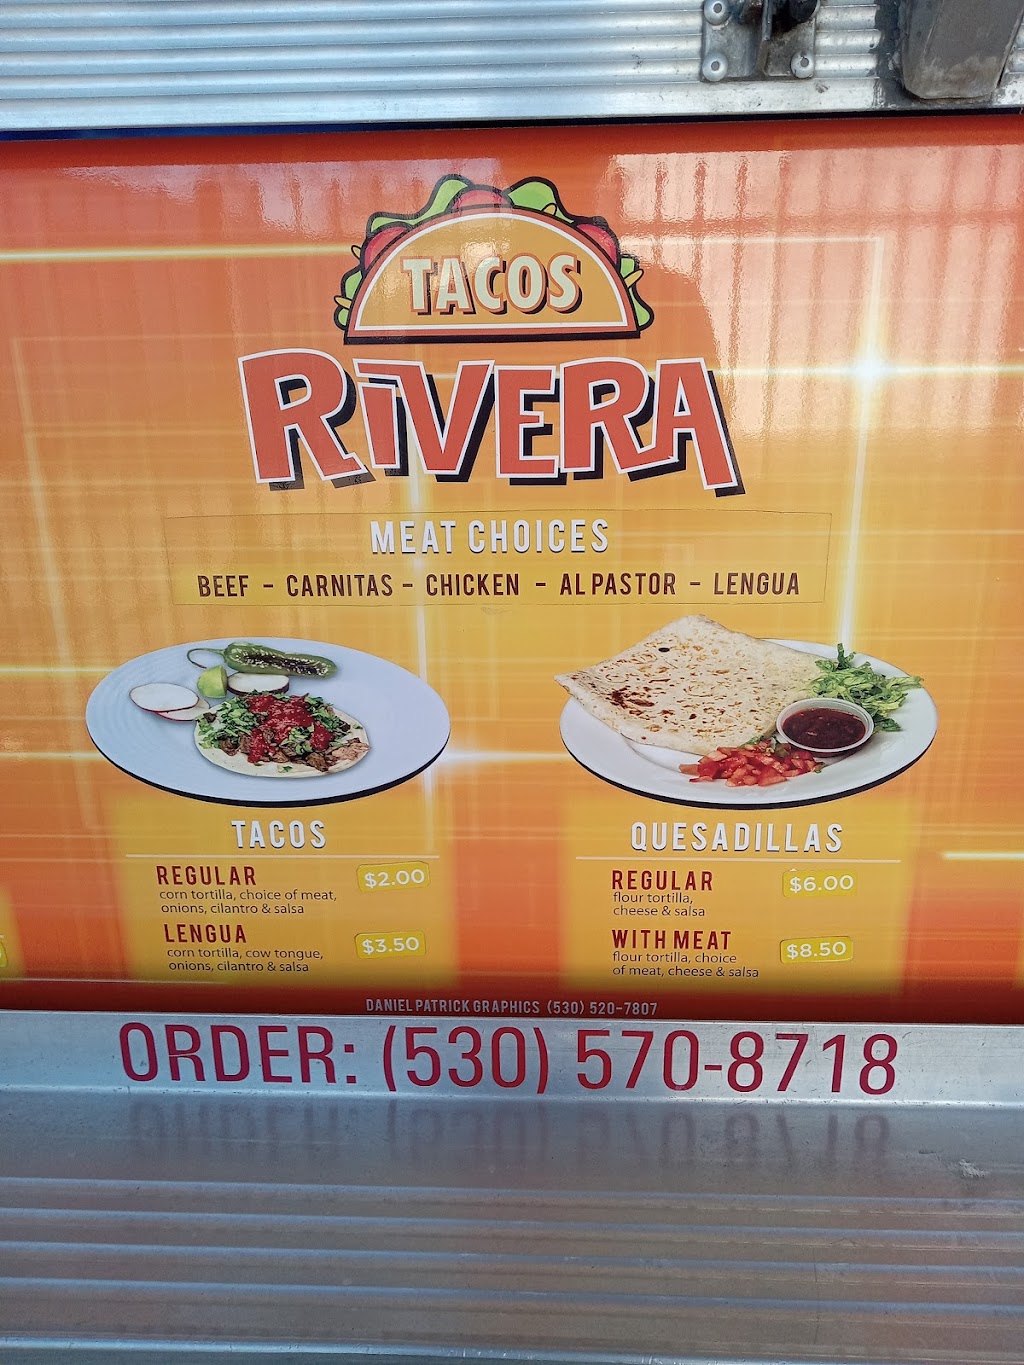 TACOS
RIVERA
MEAT CHOICES
BEEF - CARNITAS - CHICKEN - AL PASTOR - LENGUA
TACOS
REGULAR $2.00
corn tortilla, choice of meat,
onions, cilantro & salsa
LENGUA $3.50
corn tortilla, cow tongue,
onions, cilantro & salsa
QUESADILLAS
REGULAR $6.00
flour tortilla,
cheese & salsa
WITH MEAT $8.50
flour tortilla, choice
of meat, cheese & salsa
DANIEL PATRICK GRAPHICS (530) 520-7807
ORDER: (530) 570-8718